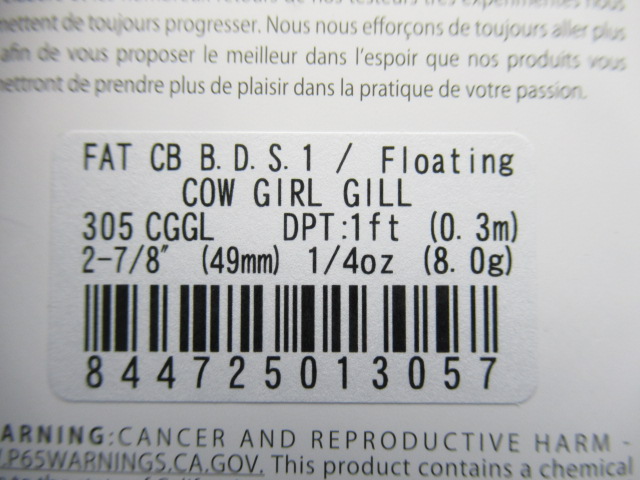 mettent de toujours progresser. Nous nous efforçons de toujours aller plus
afin de vous proposer le meilleur dans l'espoir que nos produits vous
mettront de prendre plus de plaisir dans la pratique de votre passion.
FAT CB B.D.S.1 / Floating
COW GIRL GILL
305 CGGL DPT:1ft (0.3m)
2-7/8" (49mm) 1/4oz (8.0g)
844725013057
ARNING:CANCER AND REPRODUCTIVE HARM -
.P65WARNINGS.CA.GOV. This product contains a chemical